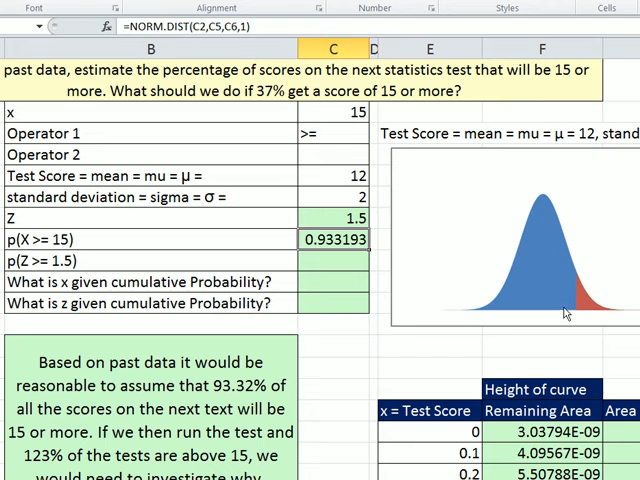 Font Alignment Number Styles Cells
fx =NORM.DIST(C2,C5,C6,1)
B C D E F
past data, estimate the percentage of scores on the next statistics test that will be 15 or
more. What should we do if 37% get a score of 15 or more?
x 15
Operator 1 >= Test Score = mean = mu = µ = 12, stand
Operator 2
Test Score = mean = mu = µ = 12
standard deviation = sigma = σ = 2
Z 1.5
p(X >= 15) 0.933193
p(Z >= 1.5)
What is x given cumulative Probability?
What is z given cumulative Probability?
Based on past data it would be
reasonable to assume that 93.32% of
all the scores on the next text will be
15 or more. If we then run the test and
123% of the tests are above 15, we
would need to investigate why
Height of curve
x = Test Score Remaining Area Area
0 3.03794E-09
0.1 4.09567E-09
0.2 5.50788E-09